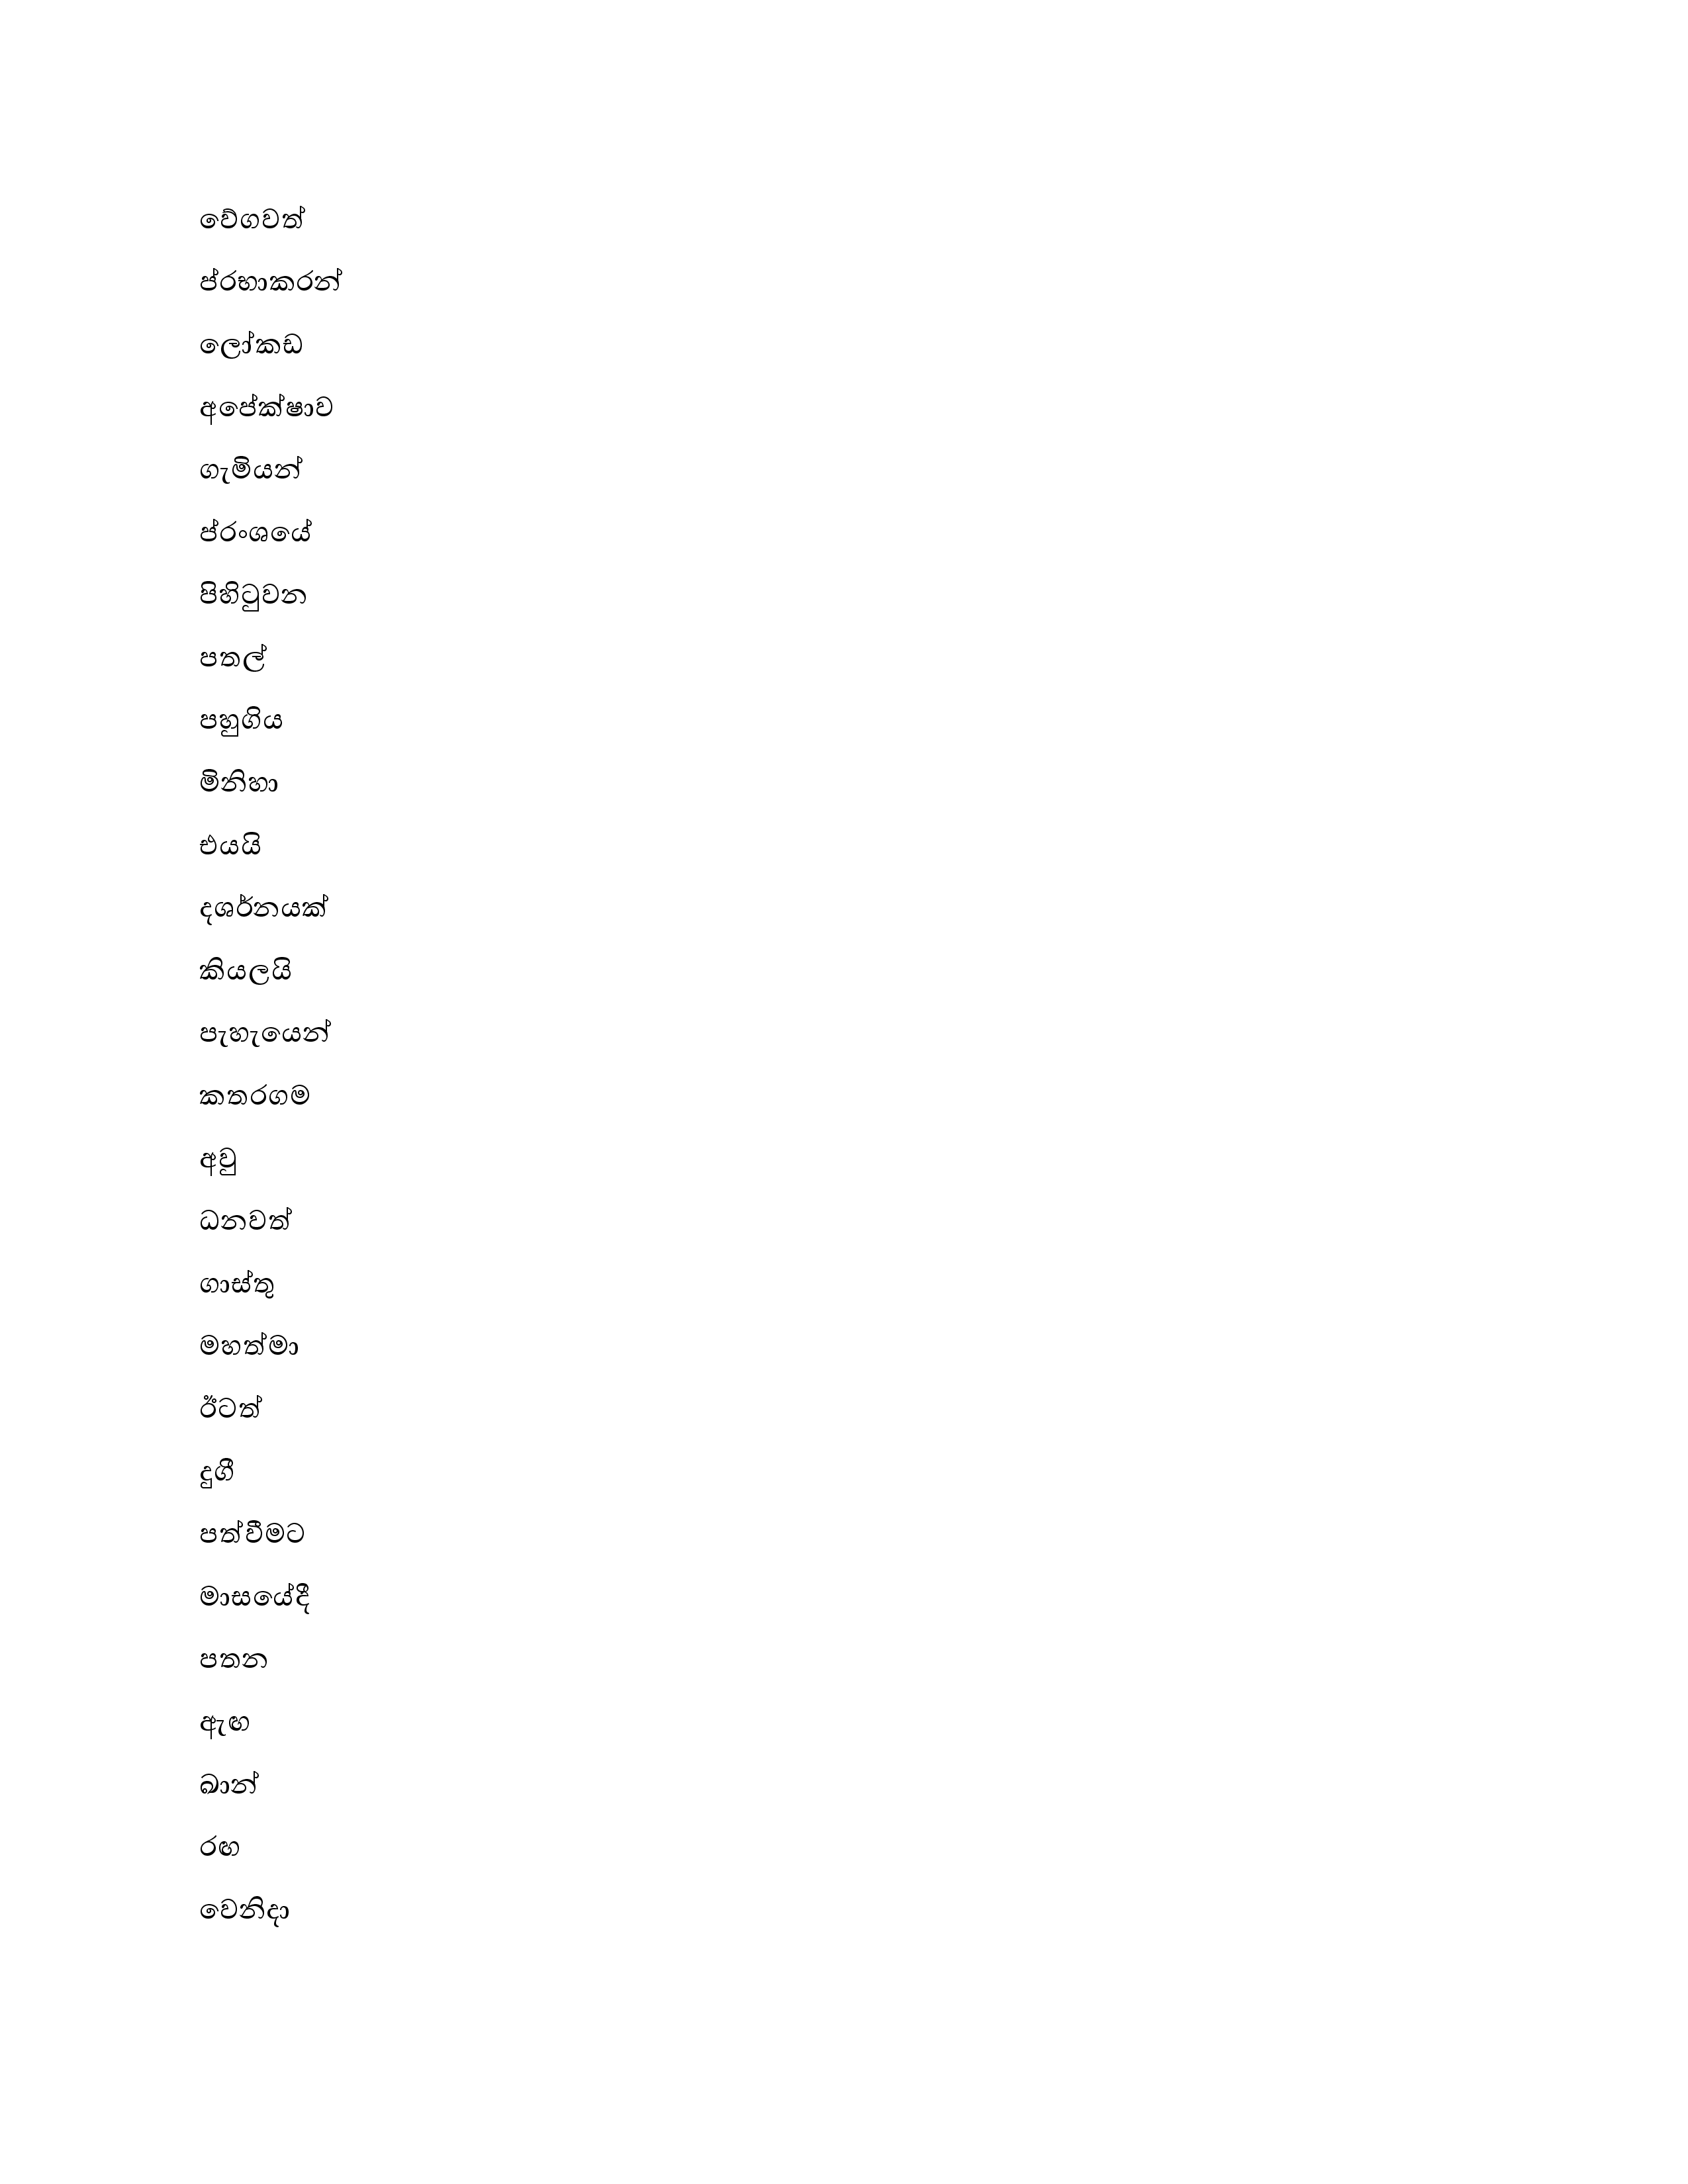 වේගවත්
ප්රභාකරන්
ලෝකඩ
අපේක්ෂාව
ගැමියන්
ප්රංශයේ
පිහිටුවන
පතල්
පහුගිය
මිනිහා
එයයි
දශර්නයක්
කියලයි
පැහැයෙන්
කතරගම
අවු
ධනවත්
ගාස්තු
මහත්මා
ඊටත්
දුගී
පත්වීමට
මාසයේදී
පතන
ඇඟ
ඛාන්
රඟ
වෙනිදා